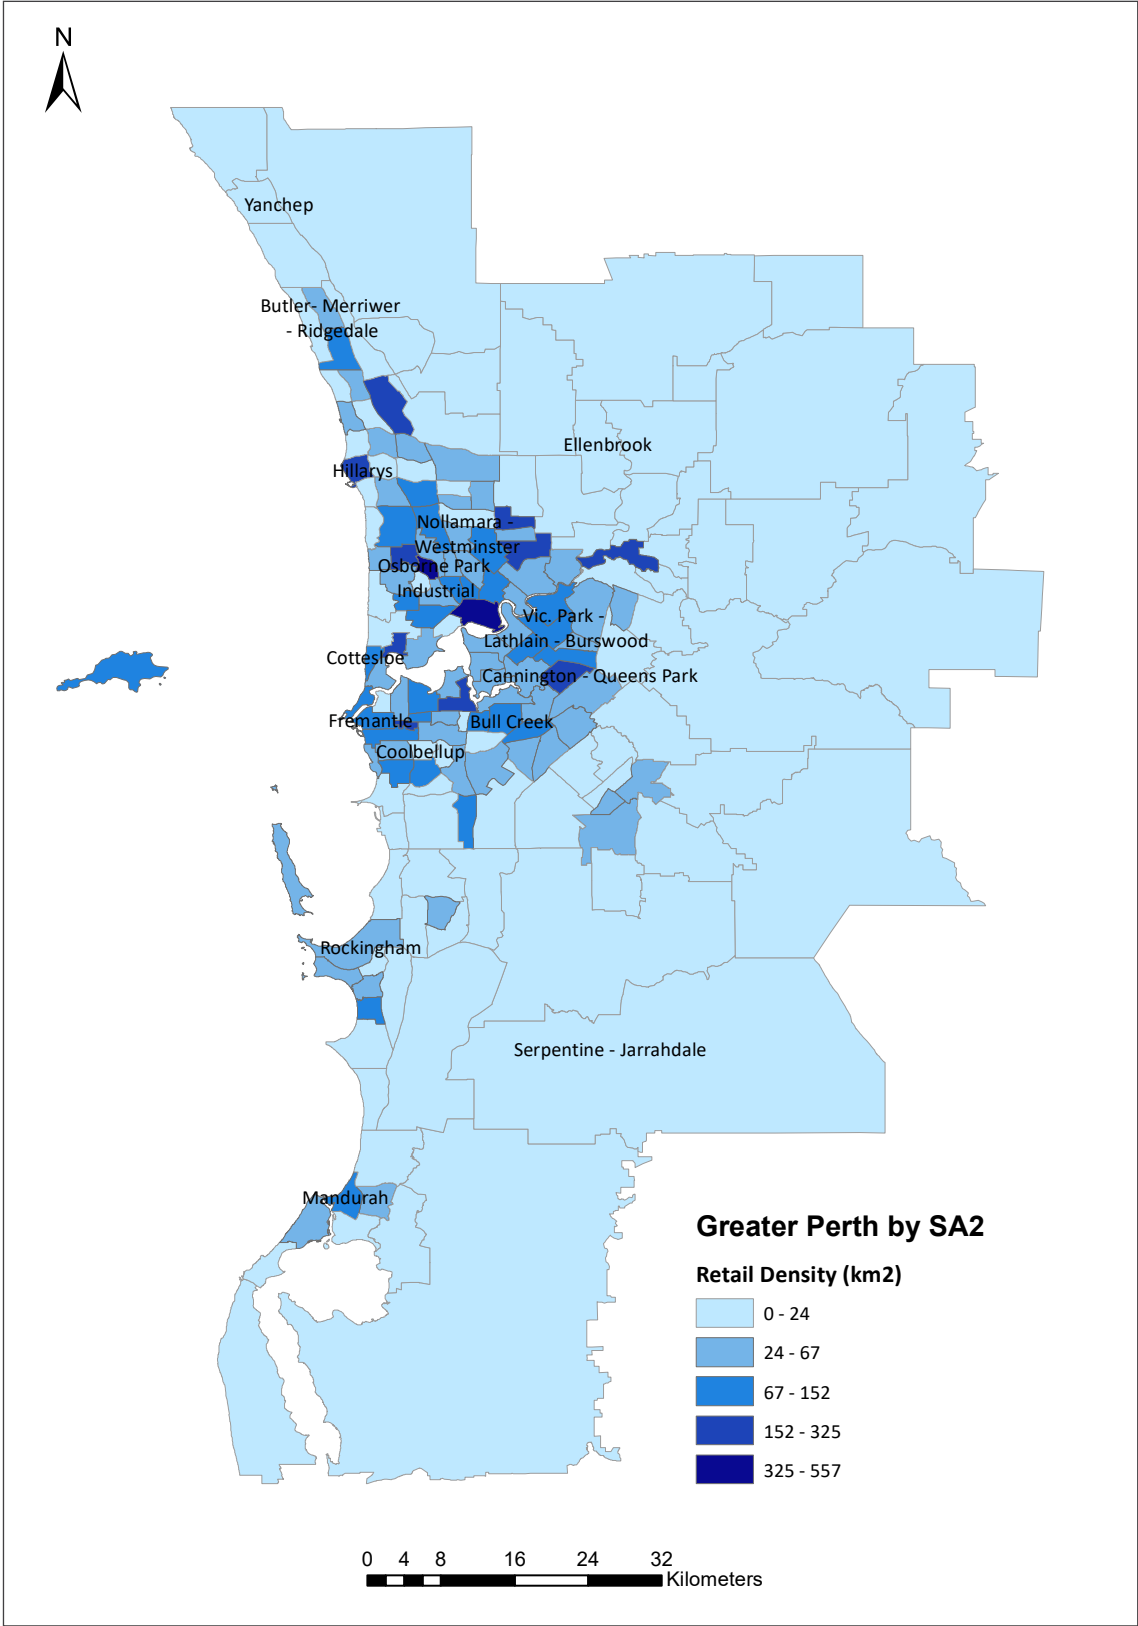 N
Yanchep
Butler- Merriwer
- Ridgedale
Ellenbrook
Hillarys
Nollamara -
Westminster
Osborne Park
Industrial
Vic. Park -
Lathlain - Burswood
Cottesloe
Cannington - Queens Park
Fremantle
Bull Creek
Coolbellup
Rockingham
Serpentine - Jarrahdale
Mandurah
Greater Perth by SA2
Retail Density (km2)
0 - 24
24 - 67
67 - 152
152 - 325
325 - 557
0 4 8 16 24 32
Kilometers